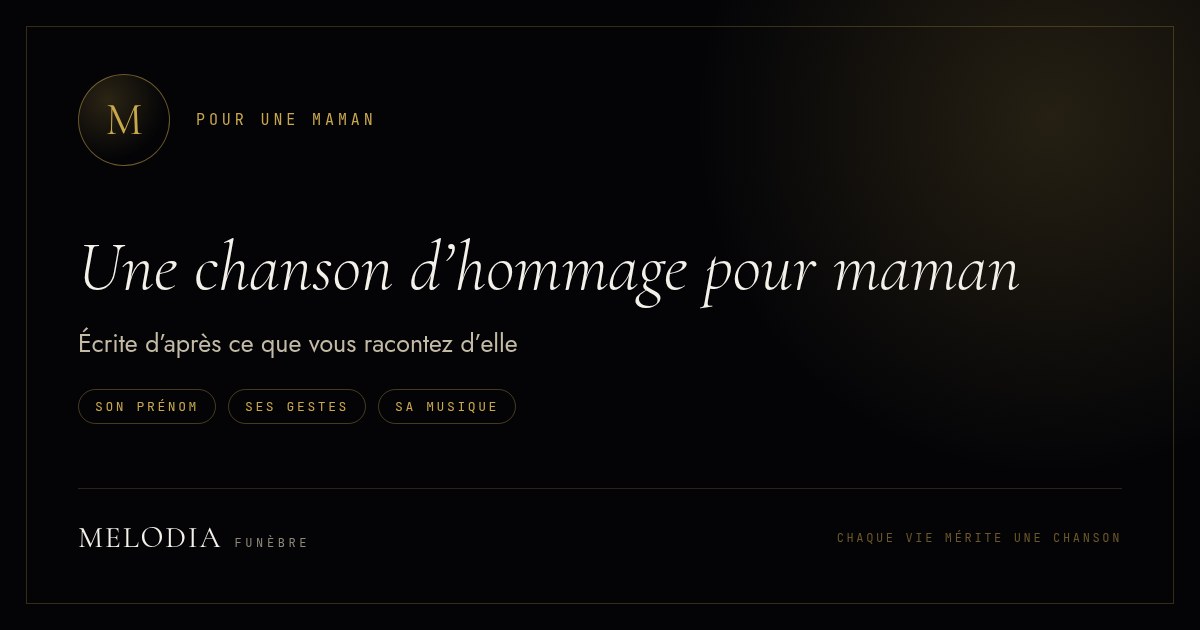 M
POUR UNE MAMAN
Une chanson d’hommage pour maman
Écrite d’après ce que vous racontez d’elle
SON PRÉNOM SES GESTES SA MUSIQUE
MELODIA FUNÈBRE
CHAQUE VIE MÉRITE UNE CHANSON